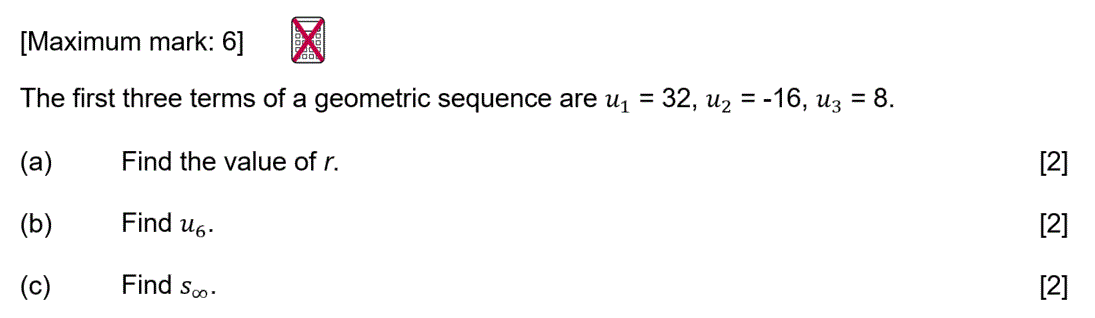 [Maximum mark: 6]
The first three terms of a geometric sequence are 𝑢₁ = 32, 𝑢₂ = -16, 𝑢₃ = 8.
(a) Find the value of r. [2]
(b) Find 𝑢₆. [2]
(c) Find 𝑠∞. [2]